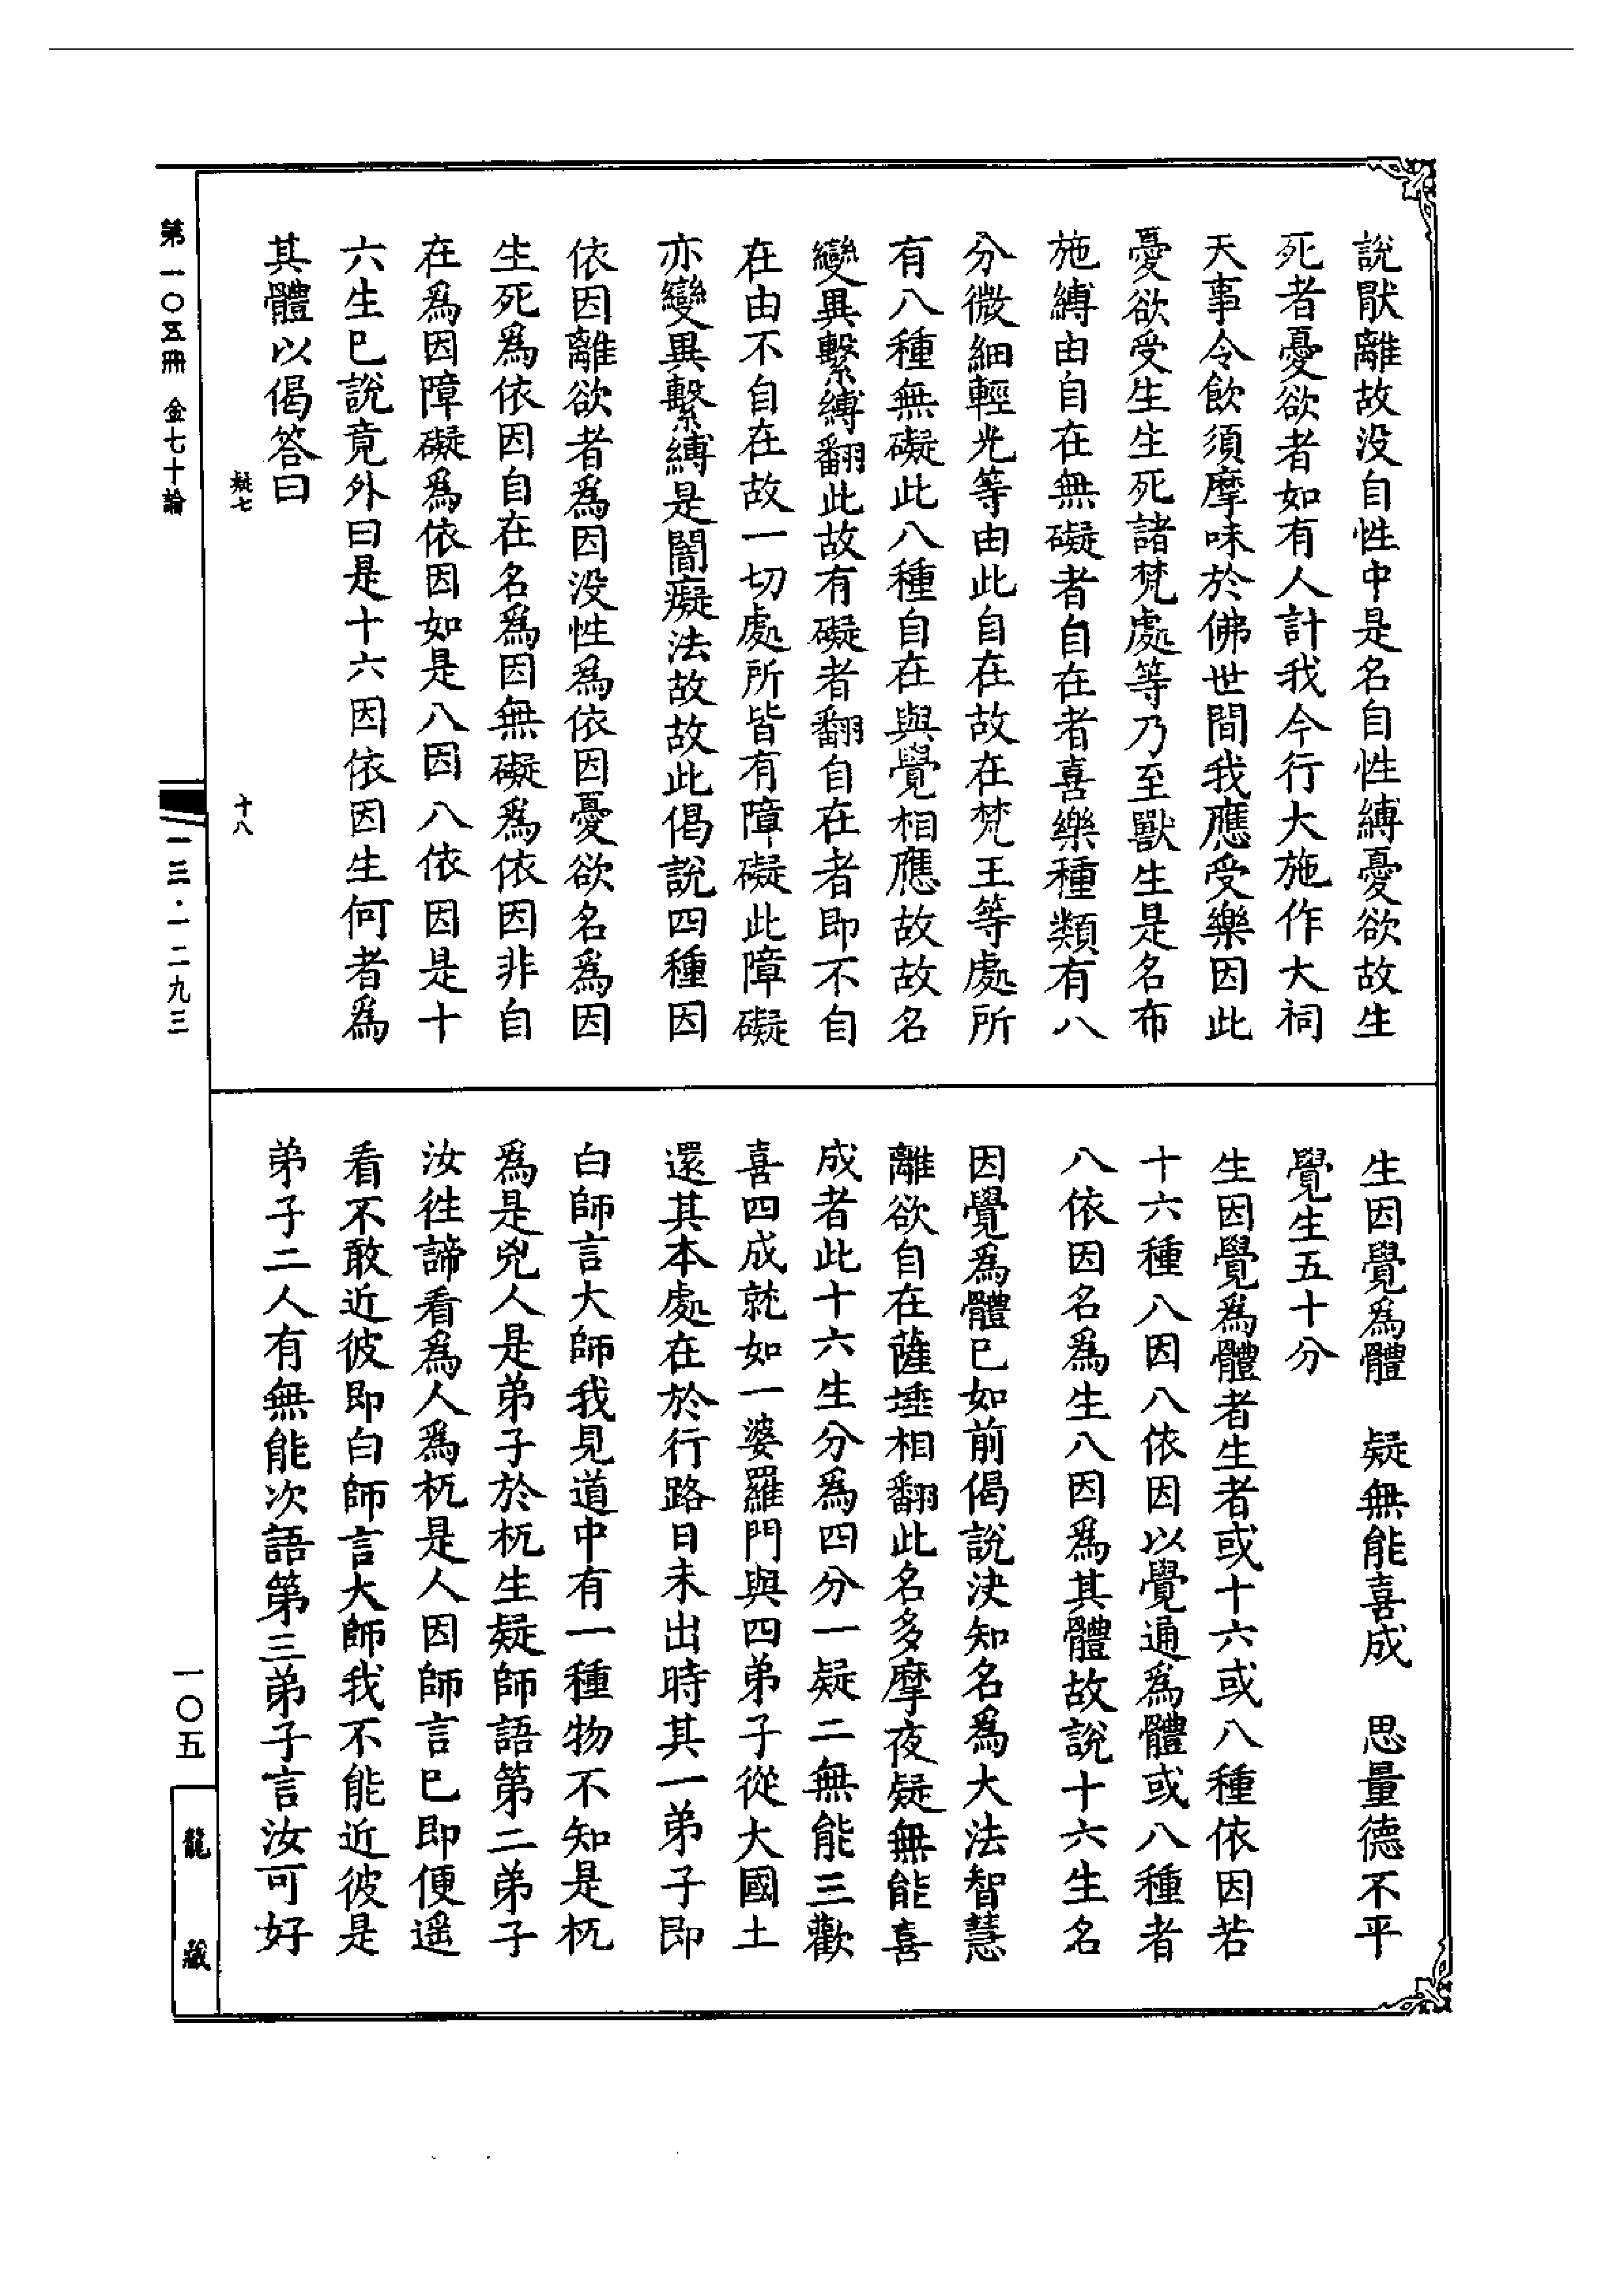 說猒離故没自性中是名自性縛憂欲故生
死者憂欲者如有人計我今行大施作大祠
天事令飲須摩味於佛世間我應受樂因此
憂欲受生生死諸梵處等乃至獸生是名布
施縛由自在無礙者自在者喜樂種類有八
分微細輕光等由此自在故在梵王等處所
有八種無礙此八種自在與覺相應故故名
變異繫縛翻此故有礙者翻自在者即不自
在由不自在故一切處所皆有障礙此障礙
亦變異繫縛是闇癡法故故此偈說四種因
依因離欲者為因没性為依因憂欲名為因
生死爲依因自在名爲因無礙爲依因非自
在爲因障礙爲依因如是八因八依因是十
六生巳說竟外曰是十六因依因生何者爲
其體以偈答曰
疑七
十八
生因覺爲體　疑無能喜成　思量德不平
覺生五十分
生因覺爲體者生者或十六或八種依因若
十六種八因八依因以覺通爲體或八種者
八依因名爲生八因爲其體故說十六生名
因覺爲體已如前偈說決知名爲大法智慧
離欲自在薩埵相翻此名多摩夜疑無能喜
成者此十六生分爲四分一疑二無能三歡
喜四成就如一婆羅門與四弟子從大國土
還其本處在於行路日未出時其一弟子即
白師言大師我見道中有一種物不知是杌
爲是兇人是弟子於杌生疑師語第二弟子
汝徃諦看爲人爲杌是人因師言巳即便遥
看不敢近彼即白師言大師我不能近彼是
弟子二人有無能次語第三弟子言汝可好
第一〇五冊　金七十論
一三·一二九三
一〇五
龍藏